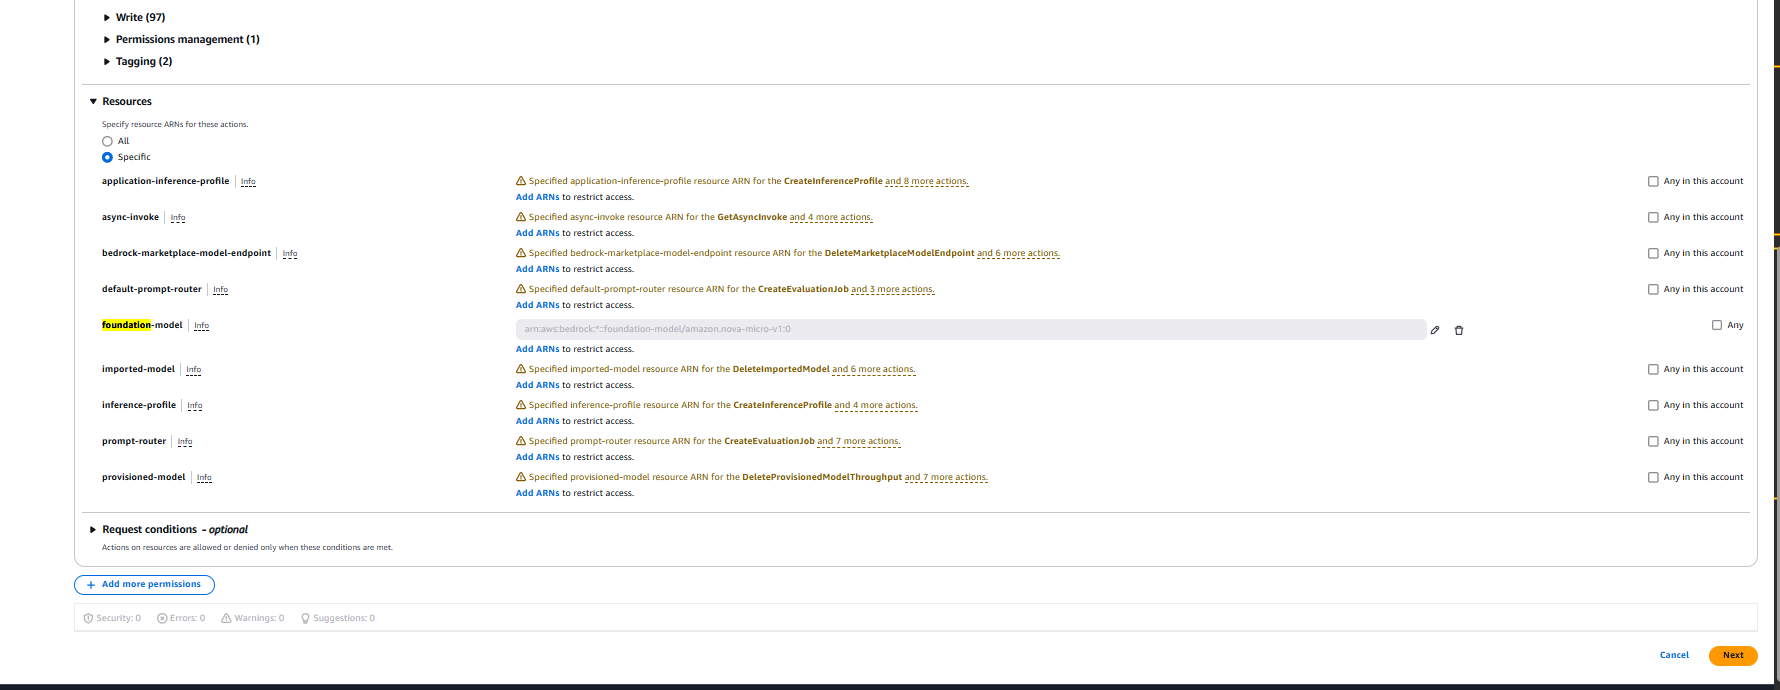 Write (97)
Permissions management (1)
Tagging (2)
Resources
Specify resource ARNs for these actions.
All
Specific
application-inference-profile Info Specified application-inference-profile resource ARN for the CreateInferenceProfile and 8 more actions. Any in this account
Add ARNs to restrict access.
async-invoke Info Specified async-invoke resource ARN for the GetAsyncInvoke and 4 more actions. Any in this account
Add ARNs to restrict access.
bedrock-marketplace-model-endpoint Info Specified bedrock-marketplace-model-endpoint resource ARN for the DeleteMarketplaceModelEndpoint and 6 more actions. Any in this account
Add ARNs to restrict access.
default-prompt-router Info Specified default-prompt-router resource ARN for the CreateEvaluationJob and 3 more actions. Any in this account
Add ARNs to restrict access.
foundation-model Info arn:aws:bedrock:*::foundation-model/amazon.nova-micro-v1:0 Any
Add ARNs to restrict access.
imported-model Info Specified imported-model resource ARN for the DeleteImportedModel and 6 more actions. Any in this account
Add ARNs to restrict access.
inference-profile Info Specified inference-profile resource ARN for the CreateInferenceProfile and 4 more actions. Any in this account
Add ARNs to restrict access.
prompt-router Info Specified prompt-router resource ARN for the CreateEvaluationJob and 7 more actions. Any in this account
Add ARNs to restrict access.
provisioned-model Info Specified provisioned-model resource ARN for the DeleteProvisionedModelThroughput and 7 more actions. Any in this account
Add ARNs to restrict access.
Request conditions - optional
Actions on resources are allowed or denied only when these conditions are met.
+ Add more permissions
Security: 0 Errors: 0 Warnings: 0 Suggestions: 0
Cancel Next